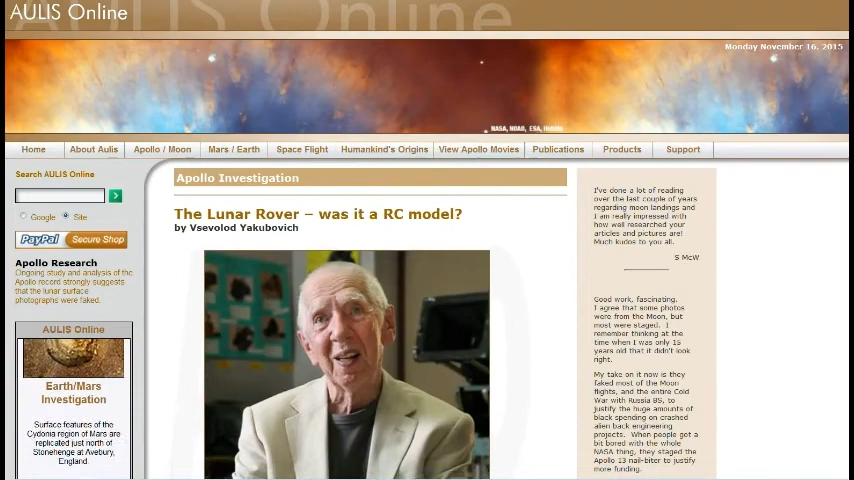 AULIS Online
Monday November 16, 2015
NASA, NOAO, ESA, Hubble
Home
About Aulis
Apollo / Moon
Mars / Earth
Space Flight
Humankind's Origins
View Apollo Movies
Publications
Products
Support
Search AULIS Online
Google
Site
PayPal Secure Shop
Apollo Research
Ongoing study and analysis of the
Apollo record strongly suggests
that the lunar surface
photographs were faked.
AULIS Online
Earth/Mars
Investigation
Surface features of the
Cydonia region of Mars are
replicated just north of
Stonehenge at Avebury,
England.
Apollo Investigation
The Lunar Rover – was it a RC model?
by Vsevolod Yakubovich
I've done a lot of reading
over the last couple of years
regarding moon landings and
I am really impressed with
how well researched your
articles and pictures are!
Much kudos to you all.
S McW
Good work, fascinating.
I agree that some photos
were from the Moon, but
most were staged. I
remember thinking at the
time when I was only 15
years old that it didn't look
right.
My take on it now is they
faked most of the Moon
flights, and the entire Cold
War with Russia BS, to
justify the huge amounts of
black spending on crashed
alien back engineering
projects. When people got a
bit bored with the whole
NASA thing, they staged the
Apollo 13 nail-biter to justify
more funding.